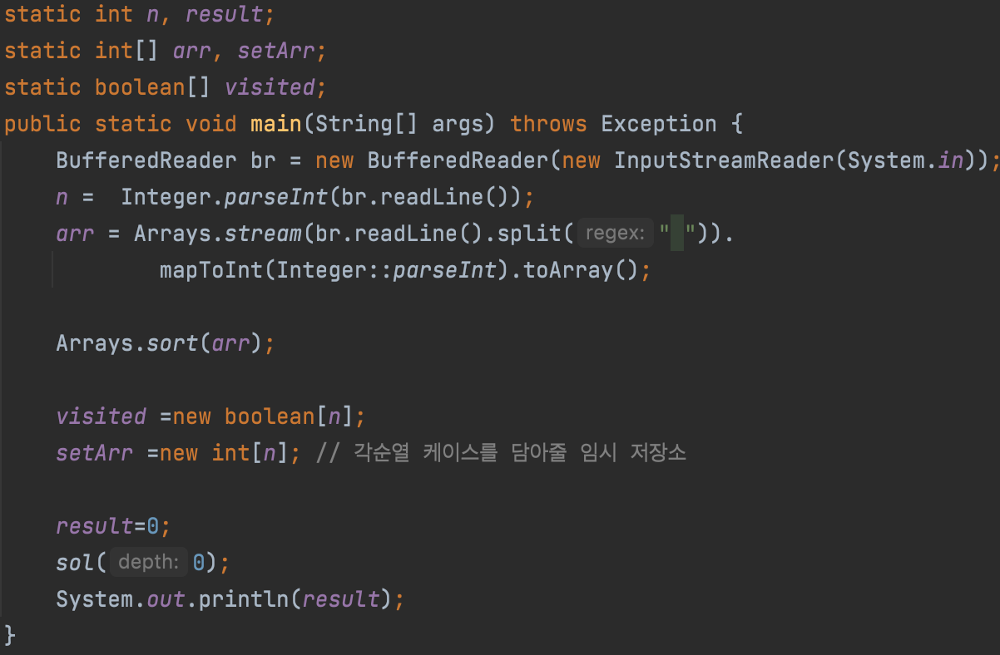 static int n, result;
static int[] arr, setArr;
static boolean[] visited;
public static void main(String[] args) throws Exception {
    BufferedReader br = new BufferedReader(new InputStreamReader(System.in));
    n =  Integer.parseInt(br.readLine());
    arr = Arrays.stream(br.readLine().split( regex: " ")).
            mapToInt(Integer::parseInt).toArray();
    Arrays.sort(arr);
    visited =new boolean[n];
    setArr =new int[n]; // 각순열 케이스를 담아줄 임시 저장소
    result=0;
    sol( depth: 0);
    System.out.println(result);
}